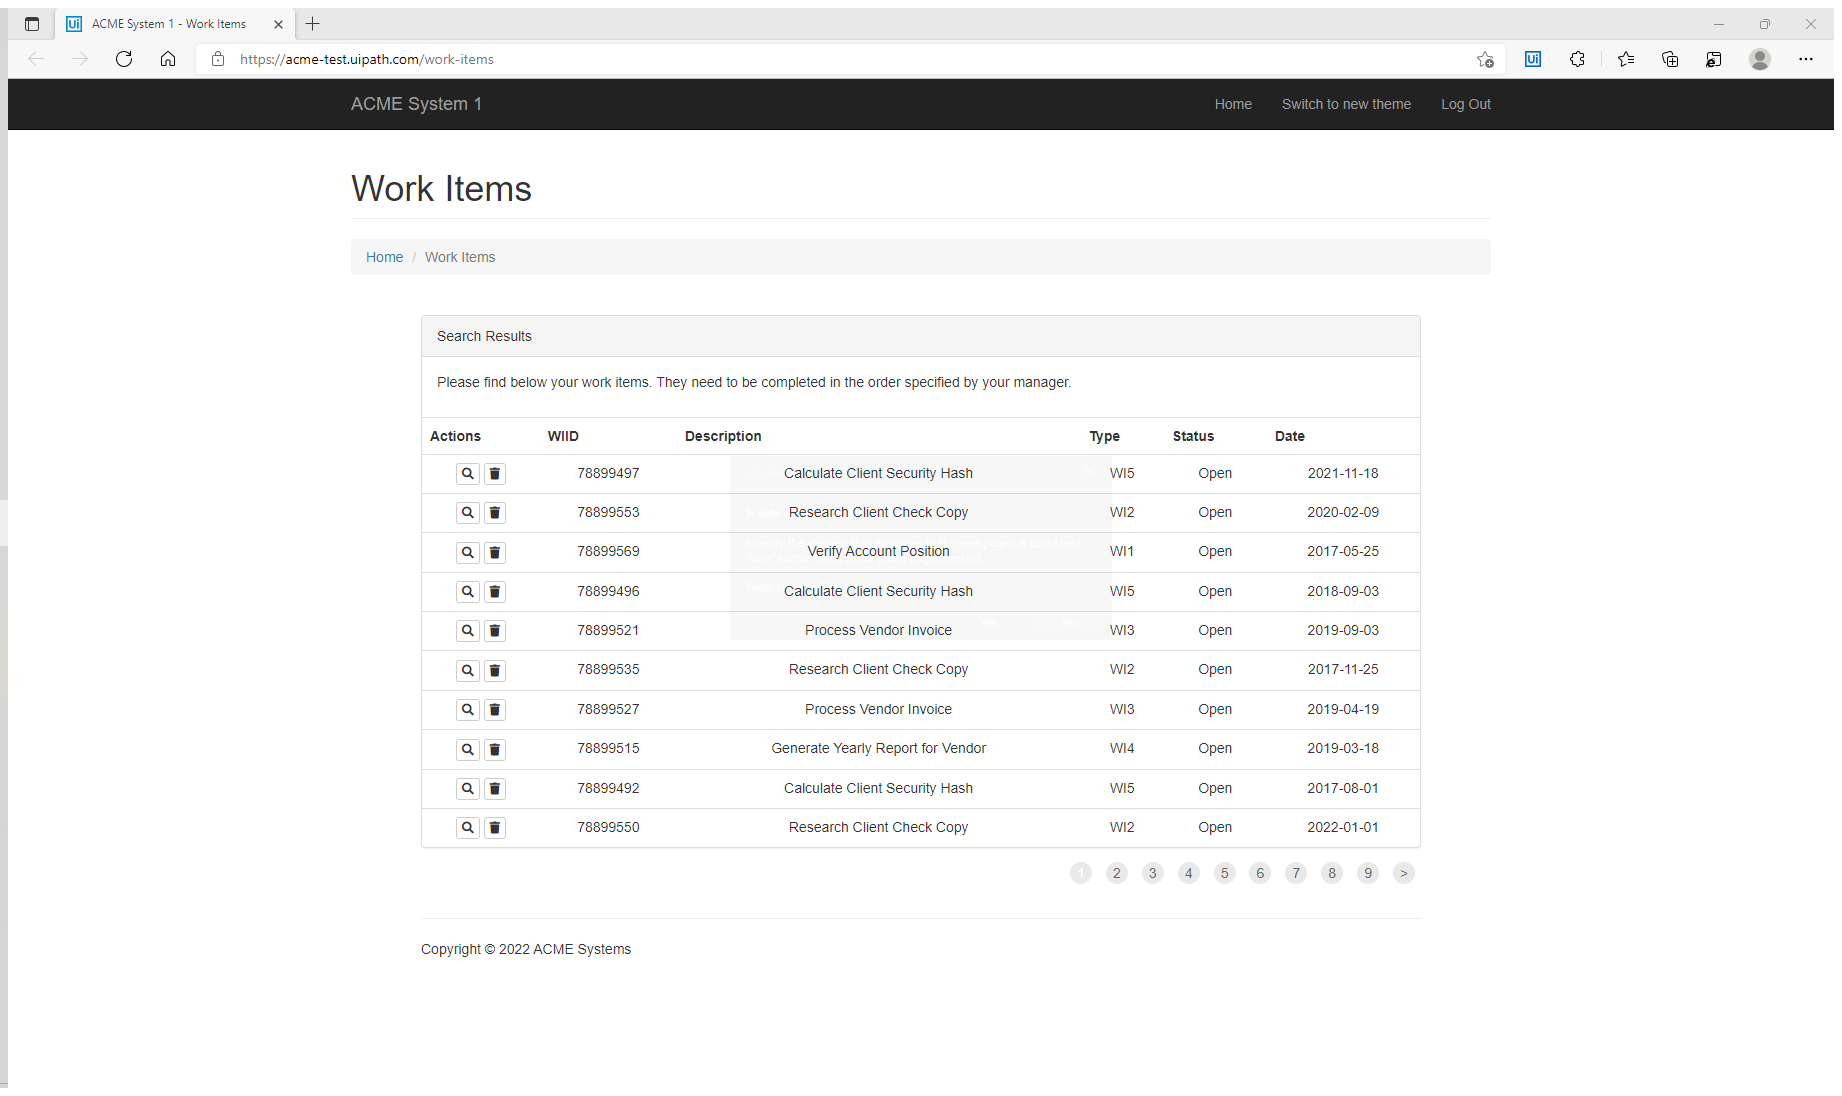 ACME System 1 - Work Items
https://acme-test.uipath.com/work-items
ACME System 1 Home Switch to new theme Log Out
Work Items
Home / Work Items
Search Results
Please find below your work items. They need to be completed in the order specified by your manager.
Actions WIID Description Type Status Date
78899497 Calculate Client Security Hash WI5 Open 2021-11-18
78899553 Research Client Check Copy WI2 Open 2020-02-09
78899569 Verify Account Position WI1 Open 2017-05-25
78899496 Calculate Client Security Hash WI5 Open 2018-09-03
78899521 Process Vendor Invoice WI3 Open 2019-09-03
78899535 Research Client Check Copy WI2 Open 2017-11-25
78899527 Process Vendor Invoice WI3 Open 2019-04-19
78899515 Generate Yearly Report for Vendor WI4 Open 2019-03-18
78899492 Calculate Client Security Hash WI5 Open 2017-08-01
78899550 Research Client Check Copy WI2 Open 2022-01-01
1 2 3 4 5 6 7 8 9 >
Copyright © 2022 ACME Systems